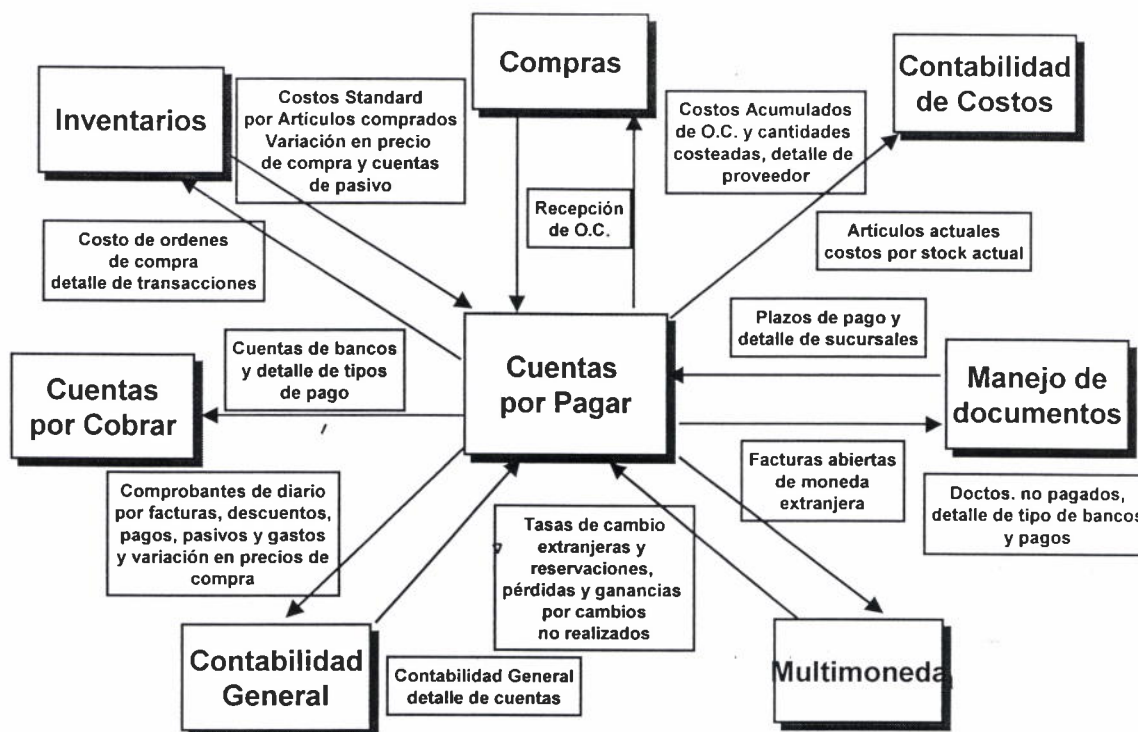 Compras
Contabilidad
de Costos
Inventarios
Costos Standard
por Artículos comprados
Variación en precio
de compra y cuentas
de pasivo
Costos Acumulados
de O.C. y cantidades
costeadas, detalle de
proveedor
Recepción
de O.C.
Costo de ordenes
de compra
detalle de transacciones
Articulos actuales
costos por stock actual
Plazos de pago y
detalle de sucursales
Cuentas de bancos
y detalle de tipos
de pago
Cuentas
por Pagar
Cuentas
por Cobrar
Manejo de
documentos
Facturas abiertas
de moneda
extranjera
Comprobantes de diario
por facturas, descuentos,
pagos, pasivos y gastos
y variación en precios de
compra
Tasas de cambio
extranjeras y
reservaciones,
pérdidas y ganancias
por cambios
no realizados
Doctos. no pagados,
detalle de tipo de bancos
y pagos
Contabilidad
General
Contabilidad General
detalle de cuentas
Multimoneda